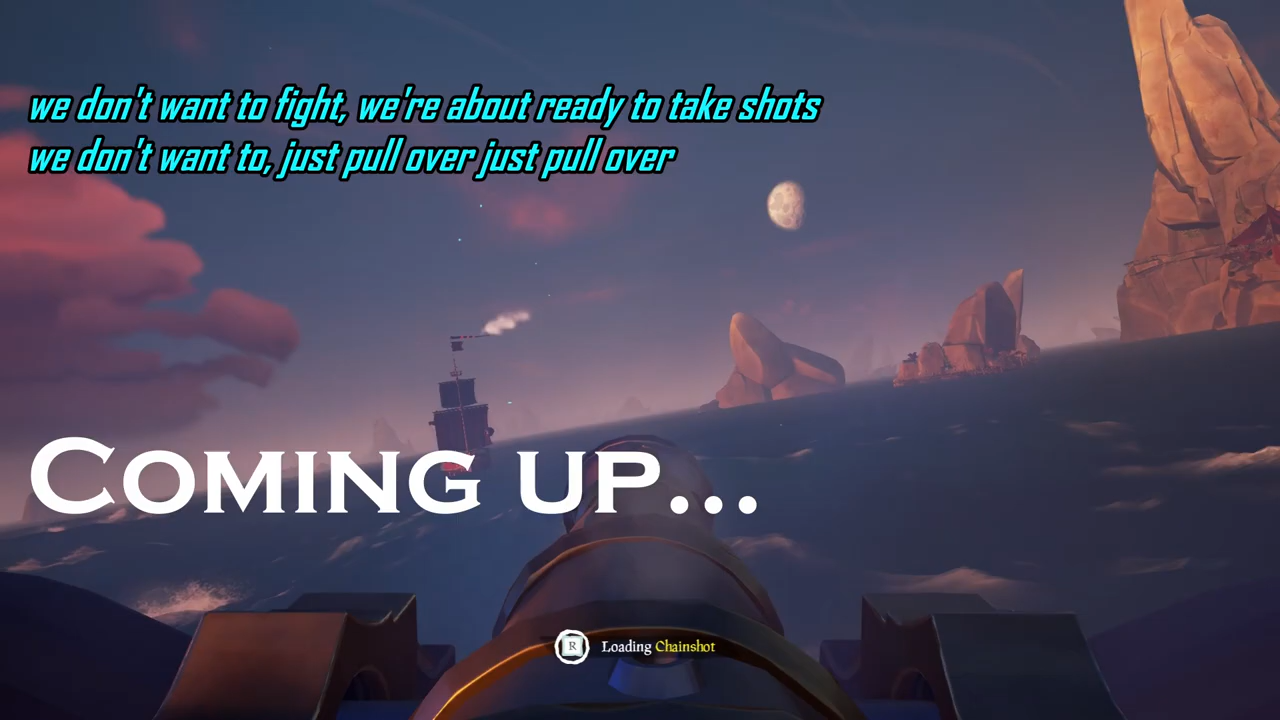 we don't want to fight, we're about ready to take shots
we don't want to, just pull over just pull over
Coming up...
R Loading Chainshot